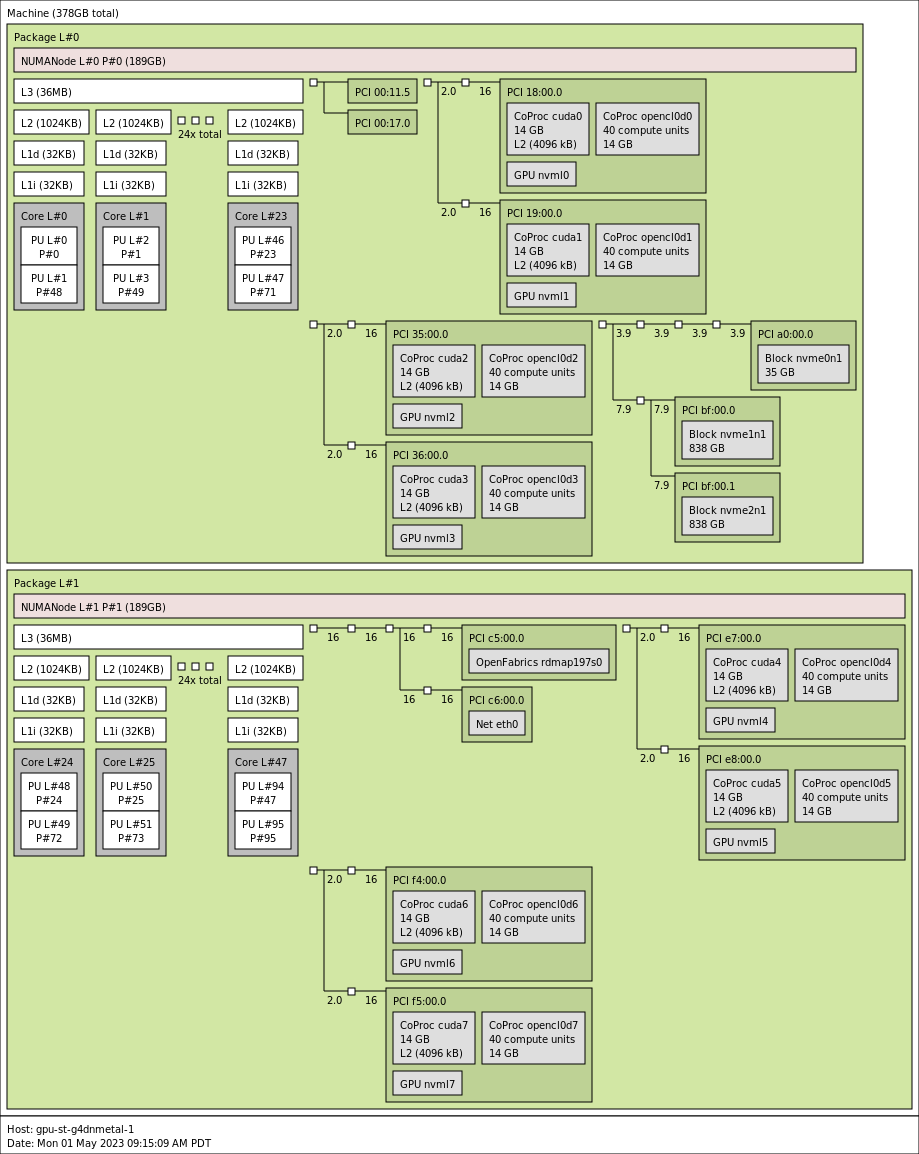 Machine (378GB total)
Package L#0
NUMANode L#0 P#0 (189GB)
L3 (36MB)
L2 (1024KB)
L2 (1024KB)
24x total
L2 (1024KB)
L1d (32KB)
L1d (32KB)
L1d (32KB)
L1i (32KB)
L1i (32KB)
L1i (32KB)
Core L#0
PU L#0
P#0
PU L#1
P#48
Core L#1
PU L#2
P#1
PU L#3
P#49
Core L#23
PU L#46
P#23
PU L#47
P#71
PCI 00:11.5
PCI 00:17.0
2.0 16
PCI 18:00.0
CoProc cuda0
14 GB
L2 (4096 kB)
CoProc opencl0d0
40 compute units
14 GB
GPU nvml0
2.0 16
PCI 19:00.0
CoProc cuda1
14 GB
L2 (4096 kB)
CoProc opencl0d1
40 compute units
14 GB
GPU nvml1
2.0 16
PCI 35:00.0
CoProc cuda2
14 GB
L2 (4096 kB)
CoProc opencl0d2
40 compute units
14 GB
GPU nvml2
2.0 16
PCI 36:00.0
CoProc cuda3
14 GB
L2 (4096 kB)
CoProc opencl0d3
40 compute units
14 GB
GPU nvml3
3.9 3.9 3.9 3.9
PCI a0:00.0
Block nvme0n1
35 GB
7.9 7.9
PCI bf:00.0
Block nvme1n1
838 GB
7.9
PCI bf:00.1
Block nvme2n1
838 GB
Package L#1
NUMANode L#1 P#1 (189GB)
L3 (36MB)
L2 (1024KB)
L2 (1024KB)
24x total
L2 (1024KB)
L1d (32KB)
L1d (32KB)
L1d (32KB)
L1i (32KB)
L1i (32KB)
L1i (32KB)
Core L#24
PU L#48
P#24
PU L#49
P#72
Core L#25
PU L#50
P#25
PU L#51
P#73
Core L#47
PU L#94
P#47
PU L#95
P#95
16 16 16 16
PCI c5:00.0
OpenFabrics rdmap197s0
16 16
PCI c6:00.0
Net eth0
2.0 16
PCI e7:00.0
CoProc cuda4
14 GB
L2 (4096 kB)
CoProc opencl0d4
40 compute units
14 GB
GPU nvml4
2.0 16
PCI e8:00.0
CoProc cuda5
14 GB
L2 (4096 kB)
CoProc opencl0d5
40 compute units
14 GB
GPU nvml5
2.0 16
PCI f4:00.0
CoProc cuda6
14 GB
L2 (4096 kB)
CoProc opencl0d6
40 compute units
14 GB
GPU nvml6
2.0 16
PCI f5:00.0
CoProc cuda7
14 GB
L2 (4096 kB)
CoProc opencl0d7
40 compute units
14 GB
GPU nvml7
Host: gpu-st-g4dnmetal-1
Date: Mon 01 May 2023 09:15:09 AM PDT